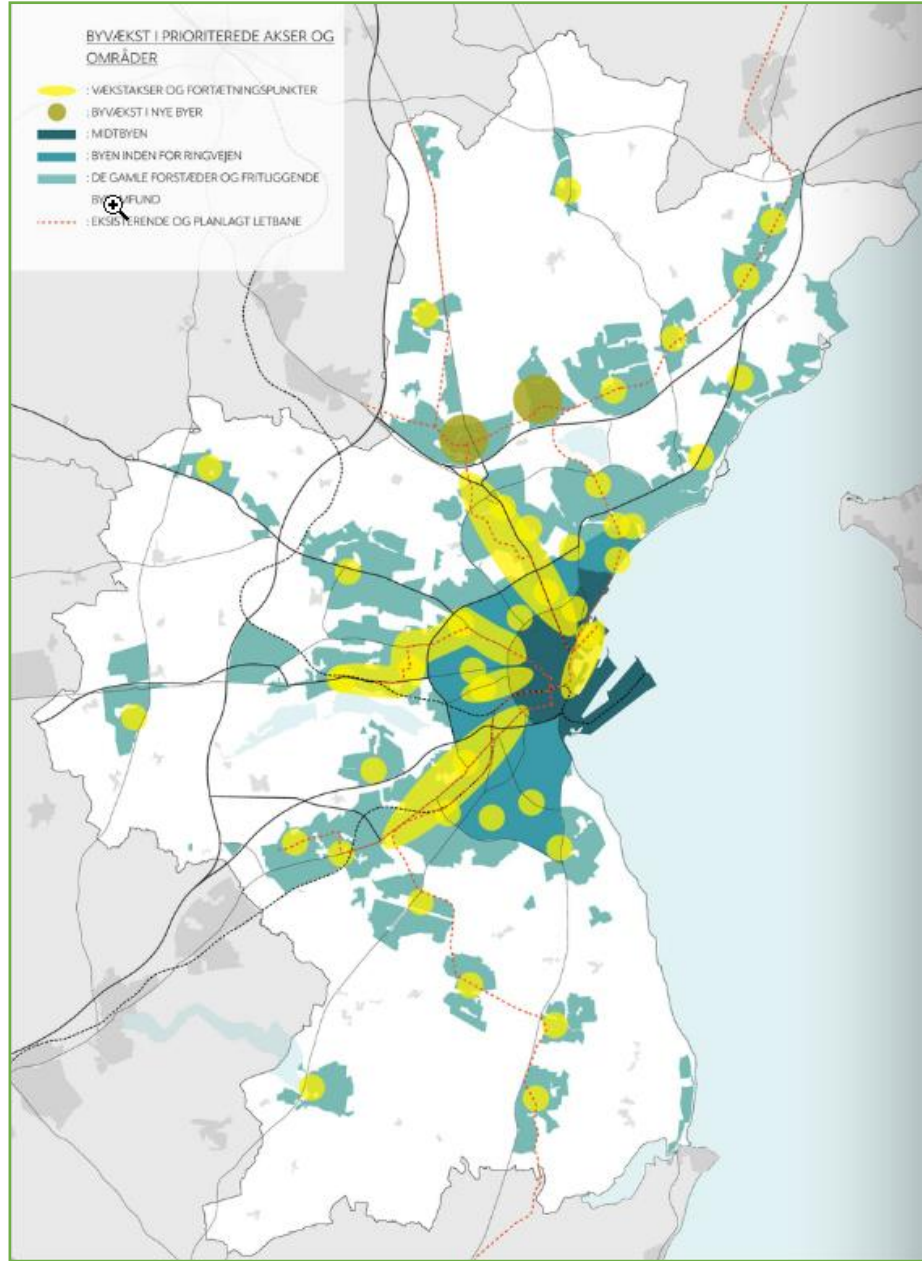 BYVÆKST I PRIORITEREDE AKSER OG
OMRÅDER
: VÆKSTAKSER OG FORTÆTNINGSPUNKTER
: BYVÆKST I NYE BYER
: MIDTBYEN
: BYEN INDEN FOR RINGVEJEN
: DE GAMLE FORSTÆDER OG FRITLIGGENDE
: EKSISTERENDE OG PLANLAGT LETBANE